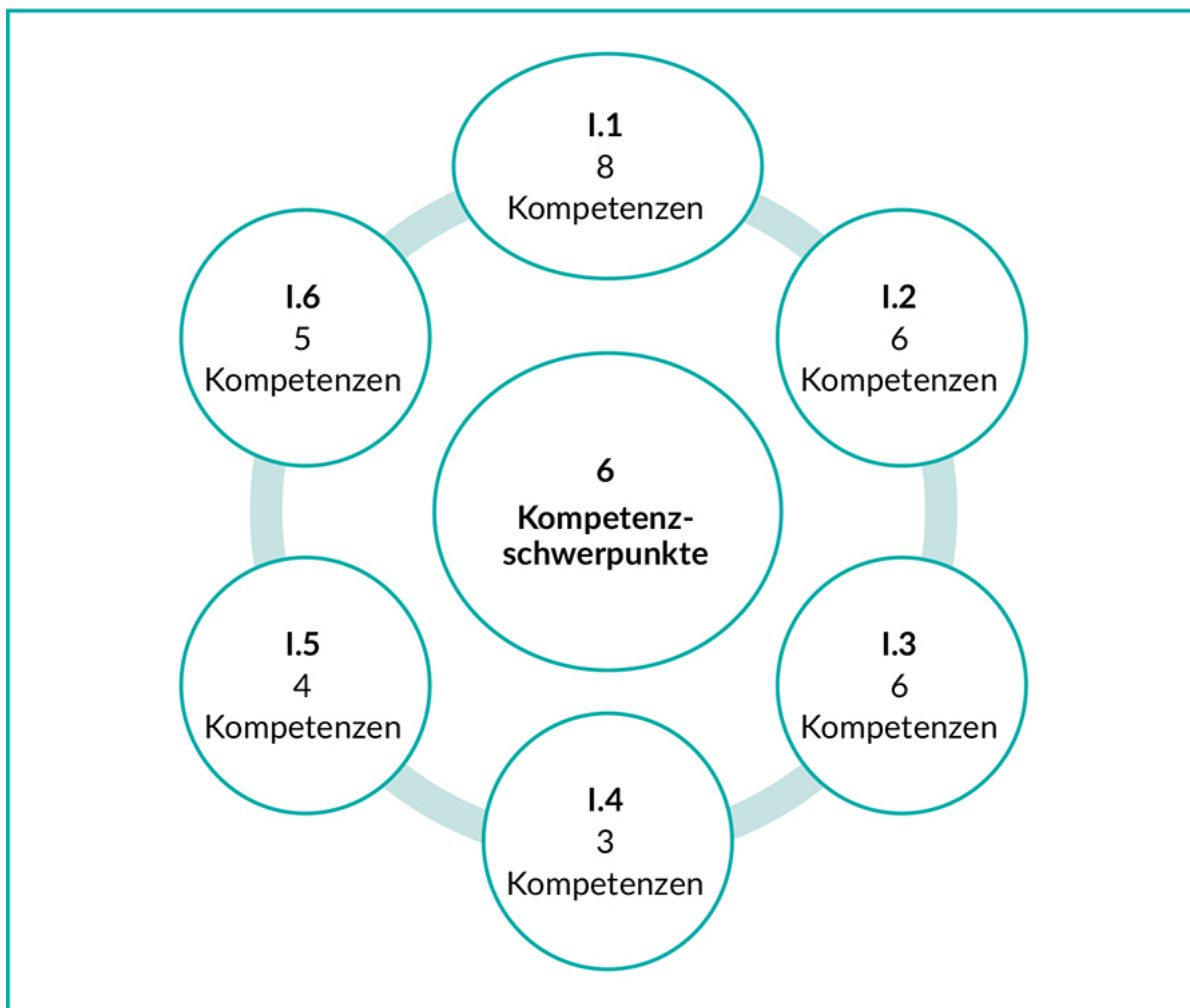 I.1
8
Kompetenzen
I.6
5
Kompetenzen
I.2
6
Kompetenzen
6
Kompetenz-
schwerpunkte
I.5
4
Kompetenzen
I.3
6
Kompetenzen
I.4
3
Kompetenzen